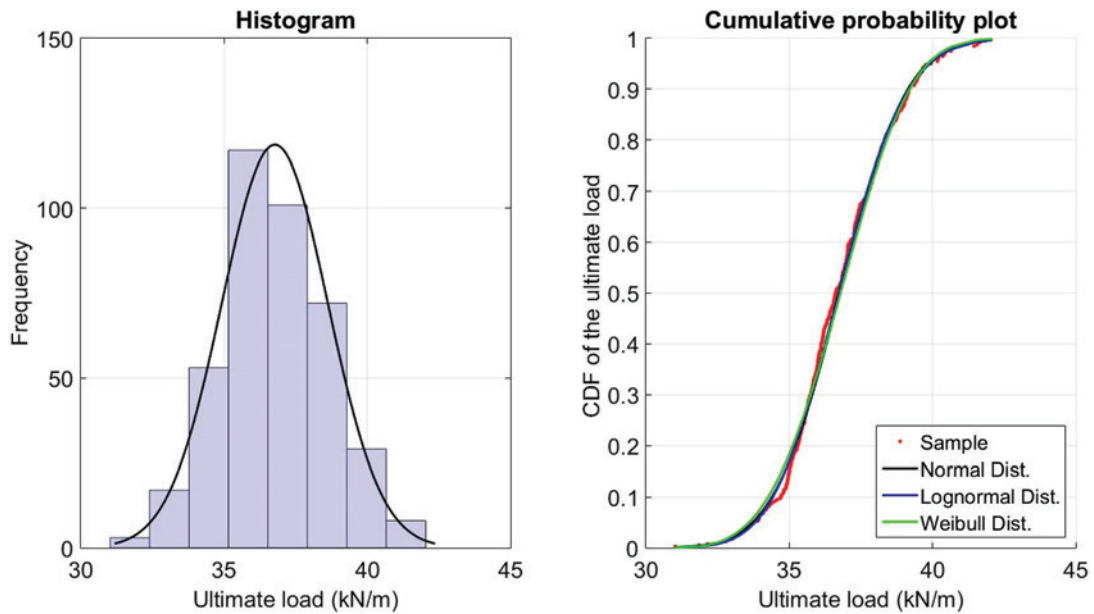 Histogram
150
100
50
0
30
35
40
45
Frequency
Ultimate load (kN/m)
Cumulative probability plot
1
0.9
0.8
0.7
0.6
0.5
0.4
0.3
0.2
0.1
0
30
35
40
45
CDF of the ultimate load
Ultimate load (kN/m)
Sample
Normal Dist.
Lognormal Dist.
Weibull Dist.